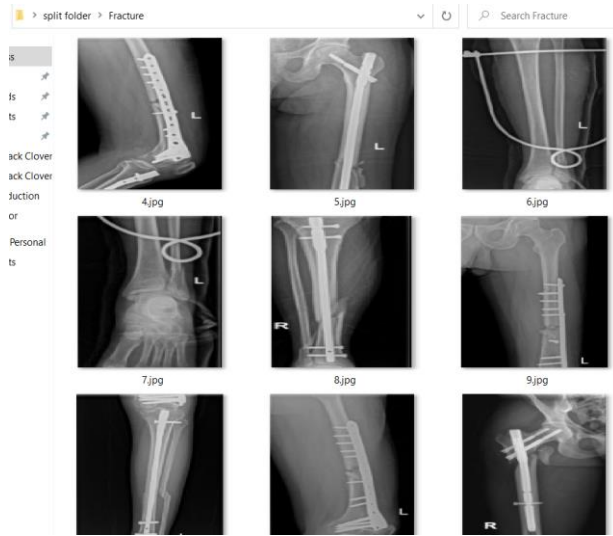 split folder > Fracture
Search Fracture
ss
ds
ts
ack Clover
ack Clover
duction
or
Personal
ts
L
L
L
4.jpg
5.jpg
6.jpg
L
R
L
7.jpg
8.jpg
9.jpg
L
R